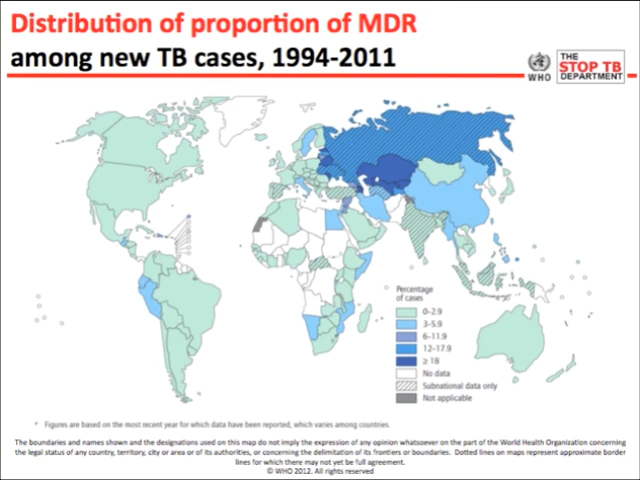 Distribution of proportion of MDR
among new TB cases, 1994-2011
WHO
THE
STOP TB
DEPARTMENT
Percentage
of cases
0–2.9
3–5.9
6–11.9
12–17.9
≥ 18
No data
Subnational data only
Not applicable
* Figures are based on the most recent year for which data have been reported, which varies among countries.
The boundaries and names shown and the designations used on this map do not imply the expression of any opinion whatsoever on the part of the World Health Organization concerning
the legal status of any country, territory, city or area or of its authorities, or concerning the delimitation of its frontiers or boundaries. Dotted lines on maps represent approximate border
lines for which there may not yet be full agreement.
© WHO 2012. All rights reserved